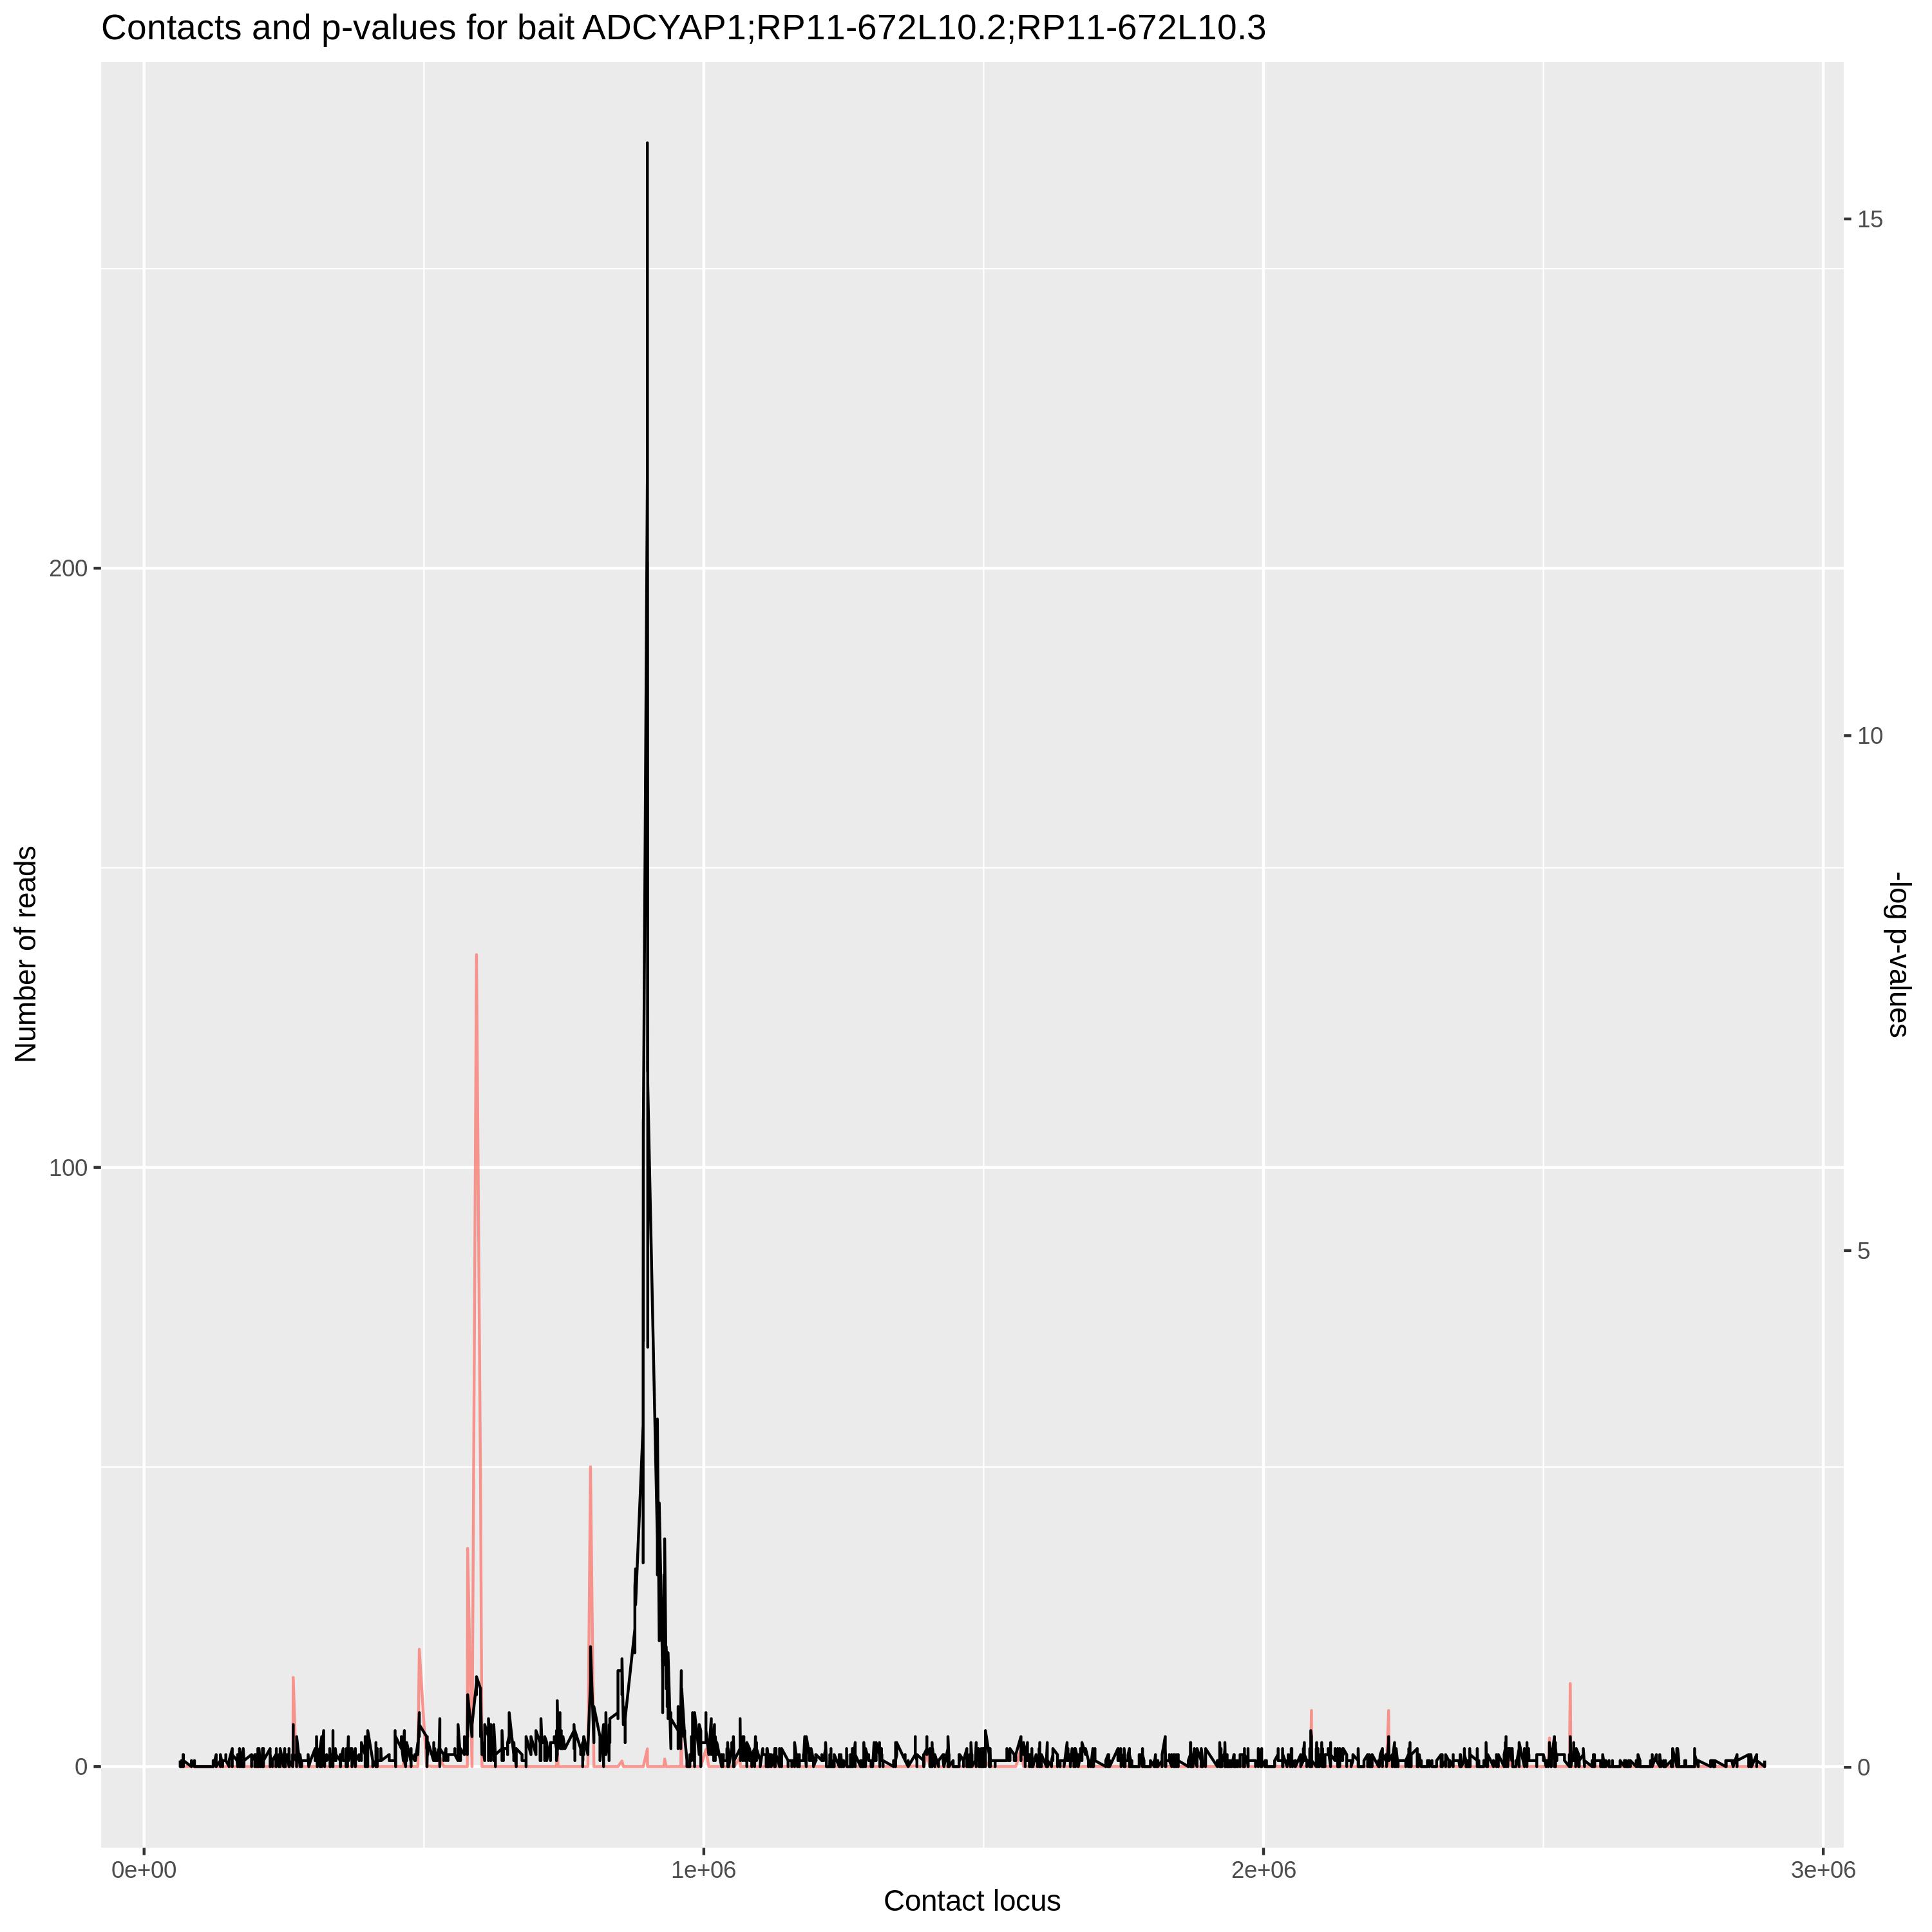 Contacts and p-values for bait ADCYAP1;RP11-672L10.2;RP11-672L10.3
15
200
10
Number of reads
-log p-values
100
5
0
0
0e+00
1e+06
2e+06
3e+06
Contact locus